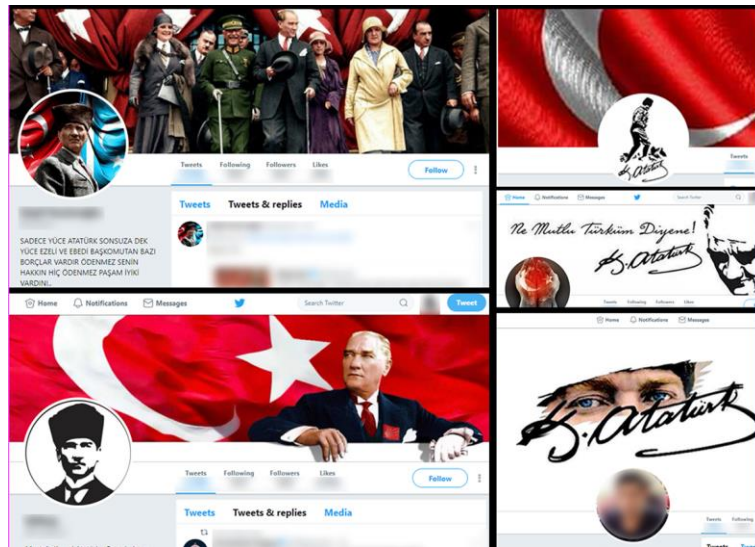 Tweets Following Followers Likes
Follow
Tweets Tweets & replies Media
SADECE YÜCE ATATÜRK SONSUZA DEK
YÜCE EZELİ VE EBEDİ BAŞKOMUTAN BAZI
BORÇLAR VARDIR ÖDENMEZ SENİN
HAKKIN HİÇ ÖDENMEZ PAŞAM İYİKİ
VARDIN!..
Home Notifications Messages Search Twitter Tweet
Tweets Following Followers Likes
Follow
Tweets Tweets & replies Media
K. Atatürk
Tweets
Home Notifications Messages Search Twitter
Ne Mutlu Türküm Diyene!
K. Atatürk
Tweets Following Followers Likes
Home Notifications Messages
K. Atatürk
Tweets Following
Tweets